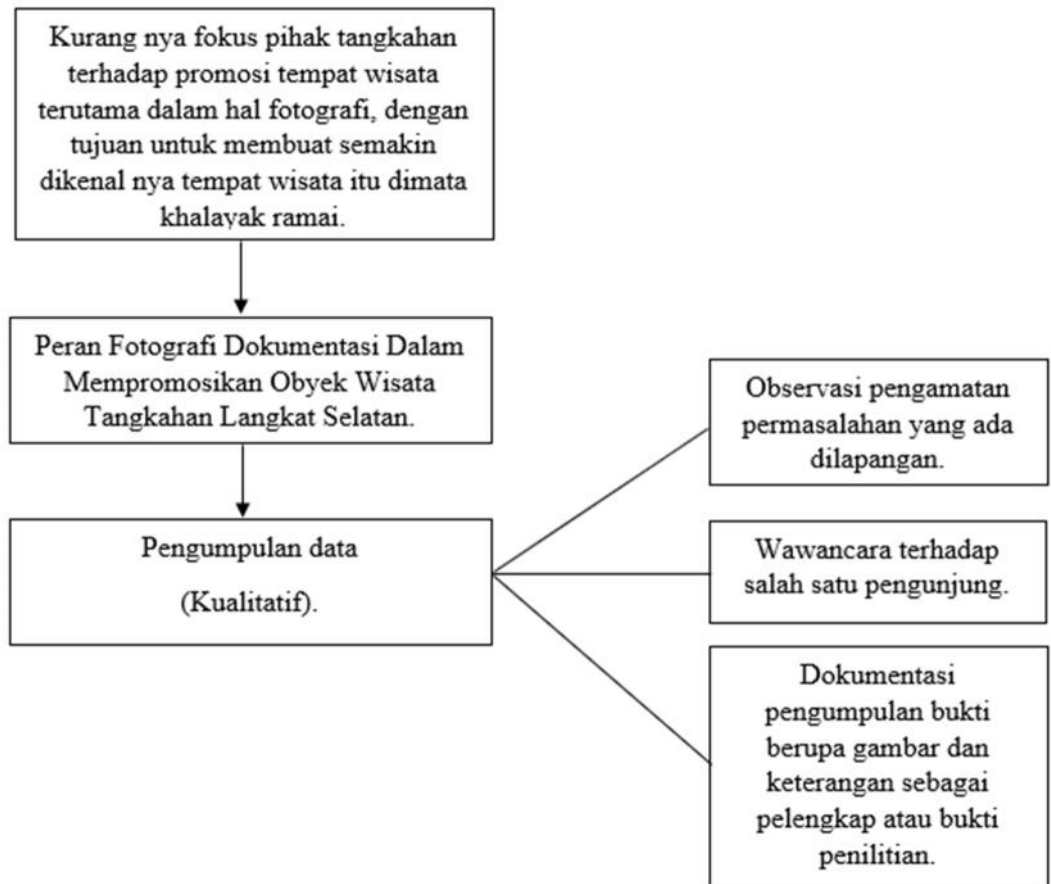 Kurang nya fokus pihak tangkahan
terhadap promosi tempat wisata
terutama dalam hal fotografi, dengan
tujuan untuk membuat semakin
dikenal nya tempat wisata itu dimata
khalayak ramai.
Peran Fotografi Dokumentasi Dalam
Mempromosikan Obyek Wisata
Tangkahan Langkat Selatan.
Pengumpulan data
(Kualitatif).
Observasi pengamatan
permasalahan yang ada
dilapangan.
Wawancara terhadap
salah satu pengunjung.
Dokumentasi
pengumpulan bukti
berupa gambar dan
keterangan sebagai
pelengkap atau bukti
penilitian.